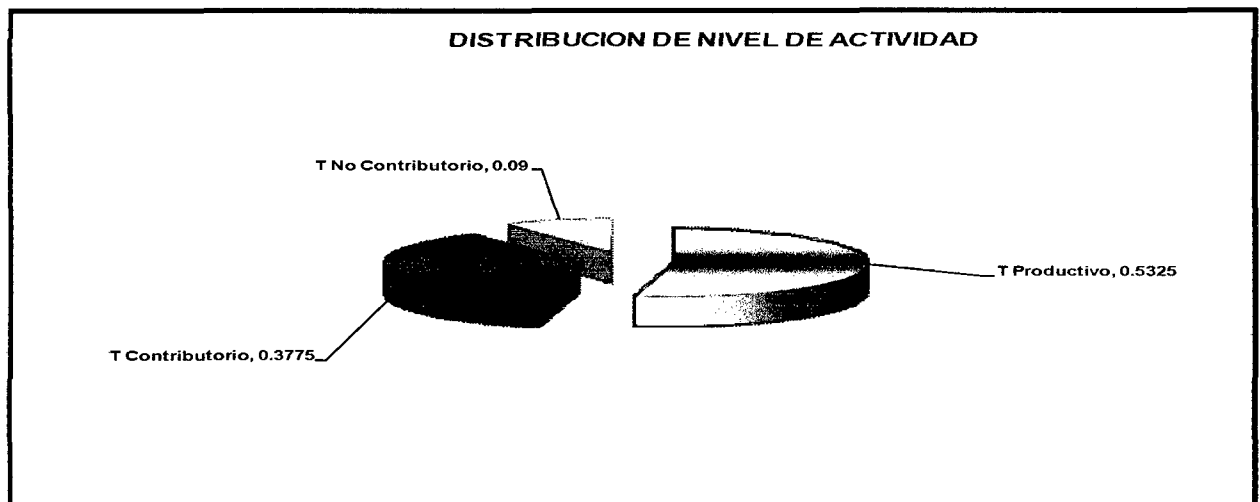 DISTRIBUCION DE NIVEL DE ACTIVIDAD
T No Contributorio, 0.09
T Productivo, 0.5325
T Contributorio, 0.3775